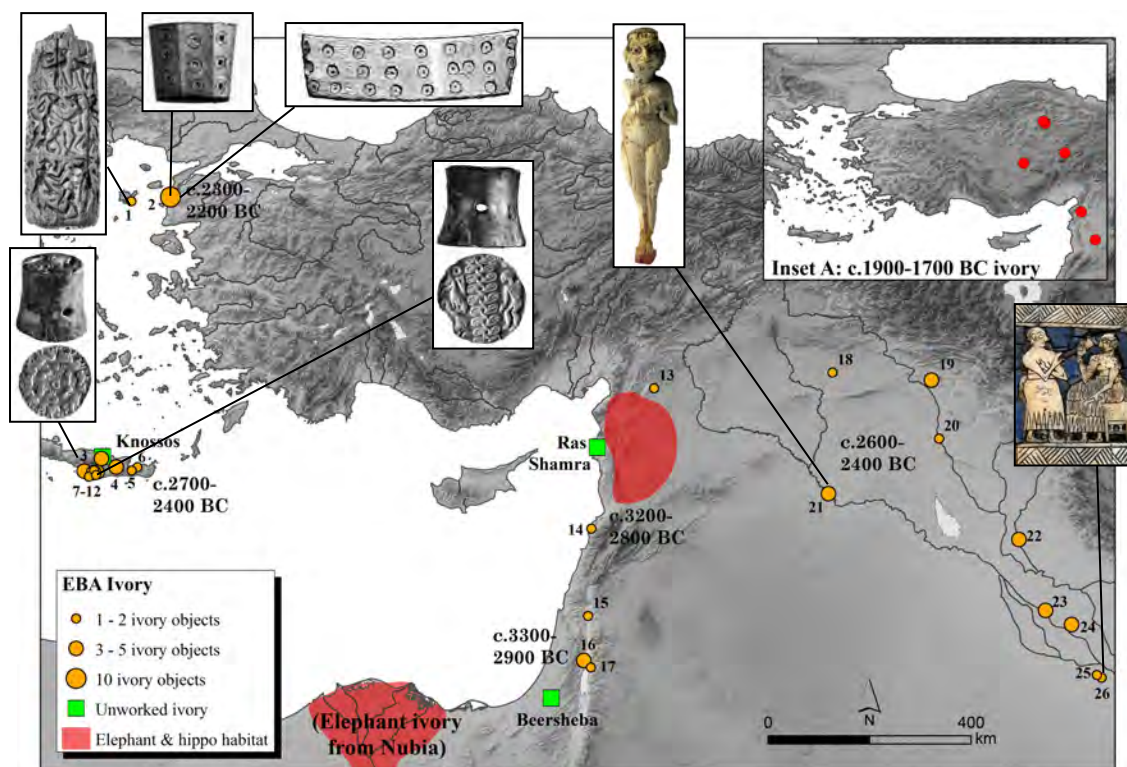 c.2300-
2200 BC
1
2
Inset A: c.1900-1700 BC ivory
13
18
19
20
c.2600-
2400 BC
Knossos
3
6
7-12
4
5
c.2700-
2400 BC
Ras
Shamra
c.3200-
2800 BC
14
21
22
15
23
24
c.3300-
2900 BC
16
17
25
26
Beersheba
(Elephant ivory
from Nubia)
EBA Ivory
1 - 2 ivory objects
3 - 5 ivory objects
10 ivory objects
Unworked ivory
Elephant & hippo habitat
N
0
400
km